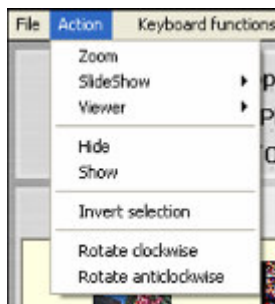 File Action Keyboard functions
Zoom
SlideShow
Viewer
Hide
Show
Invert selection
Rotate clockwise
Rotate anticlockwise